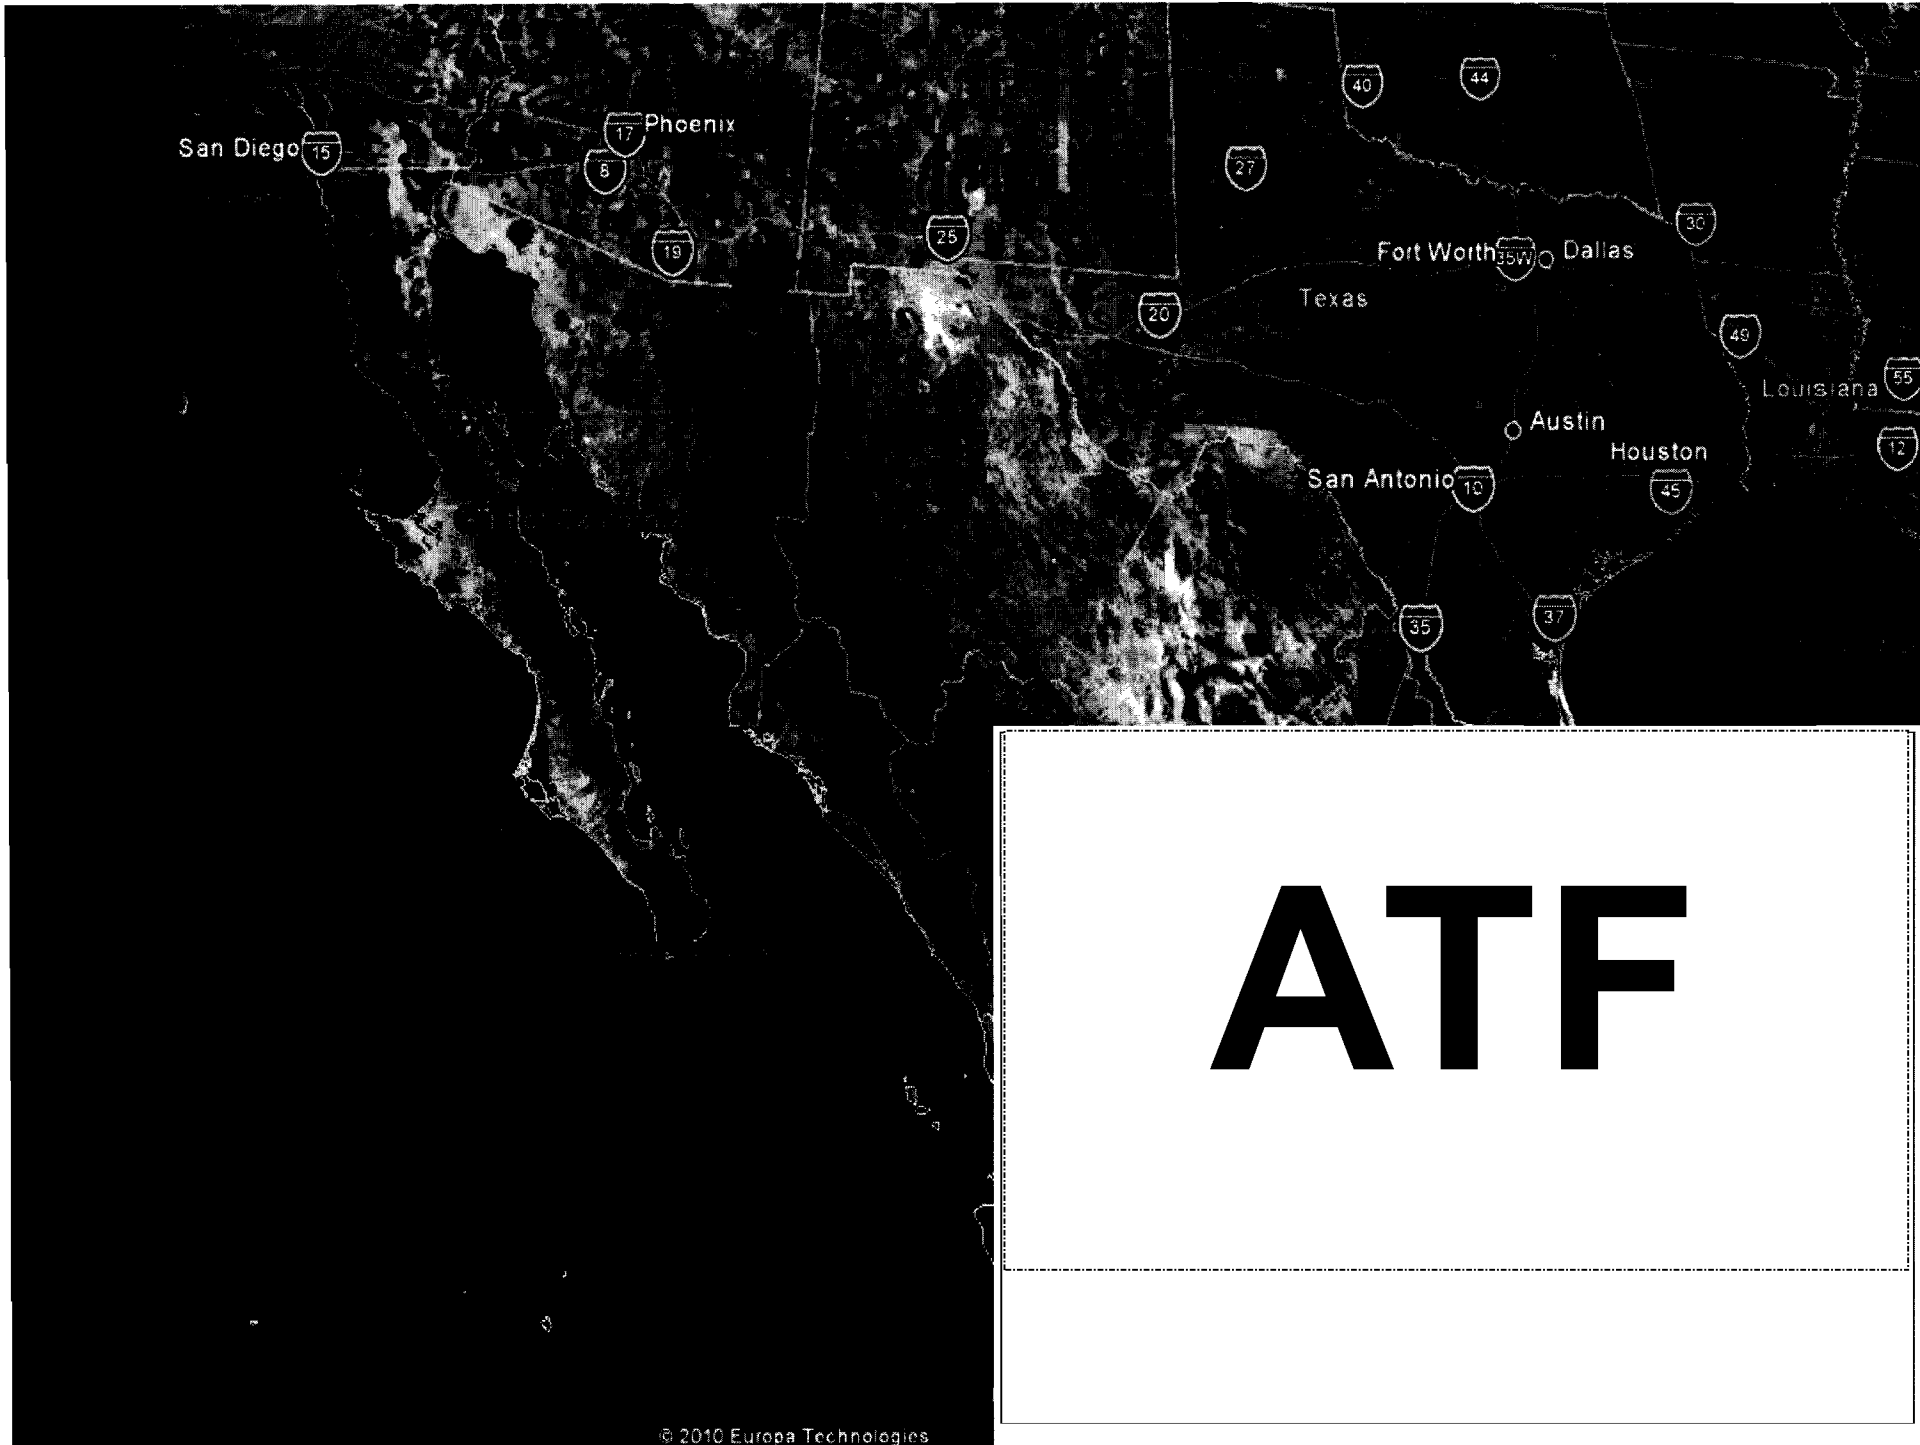 40
44
Phoenix
17
San Diego
15
8
27
30
25
19
Fort Worth
35W
Dallas
Texas
20
49
Louisiana
55
Austin
12
Houston
San Antonio
10
45
35
37
ATF
© 2010 Europa Technologies